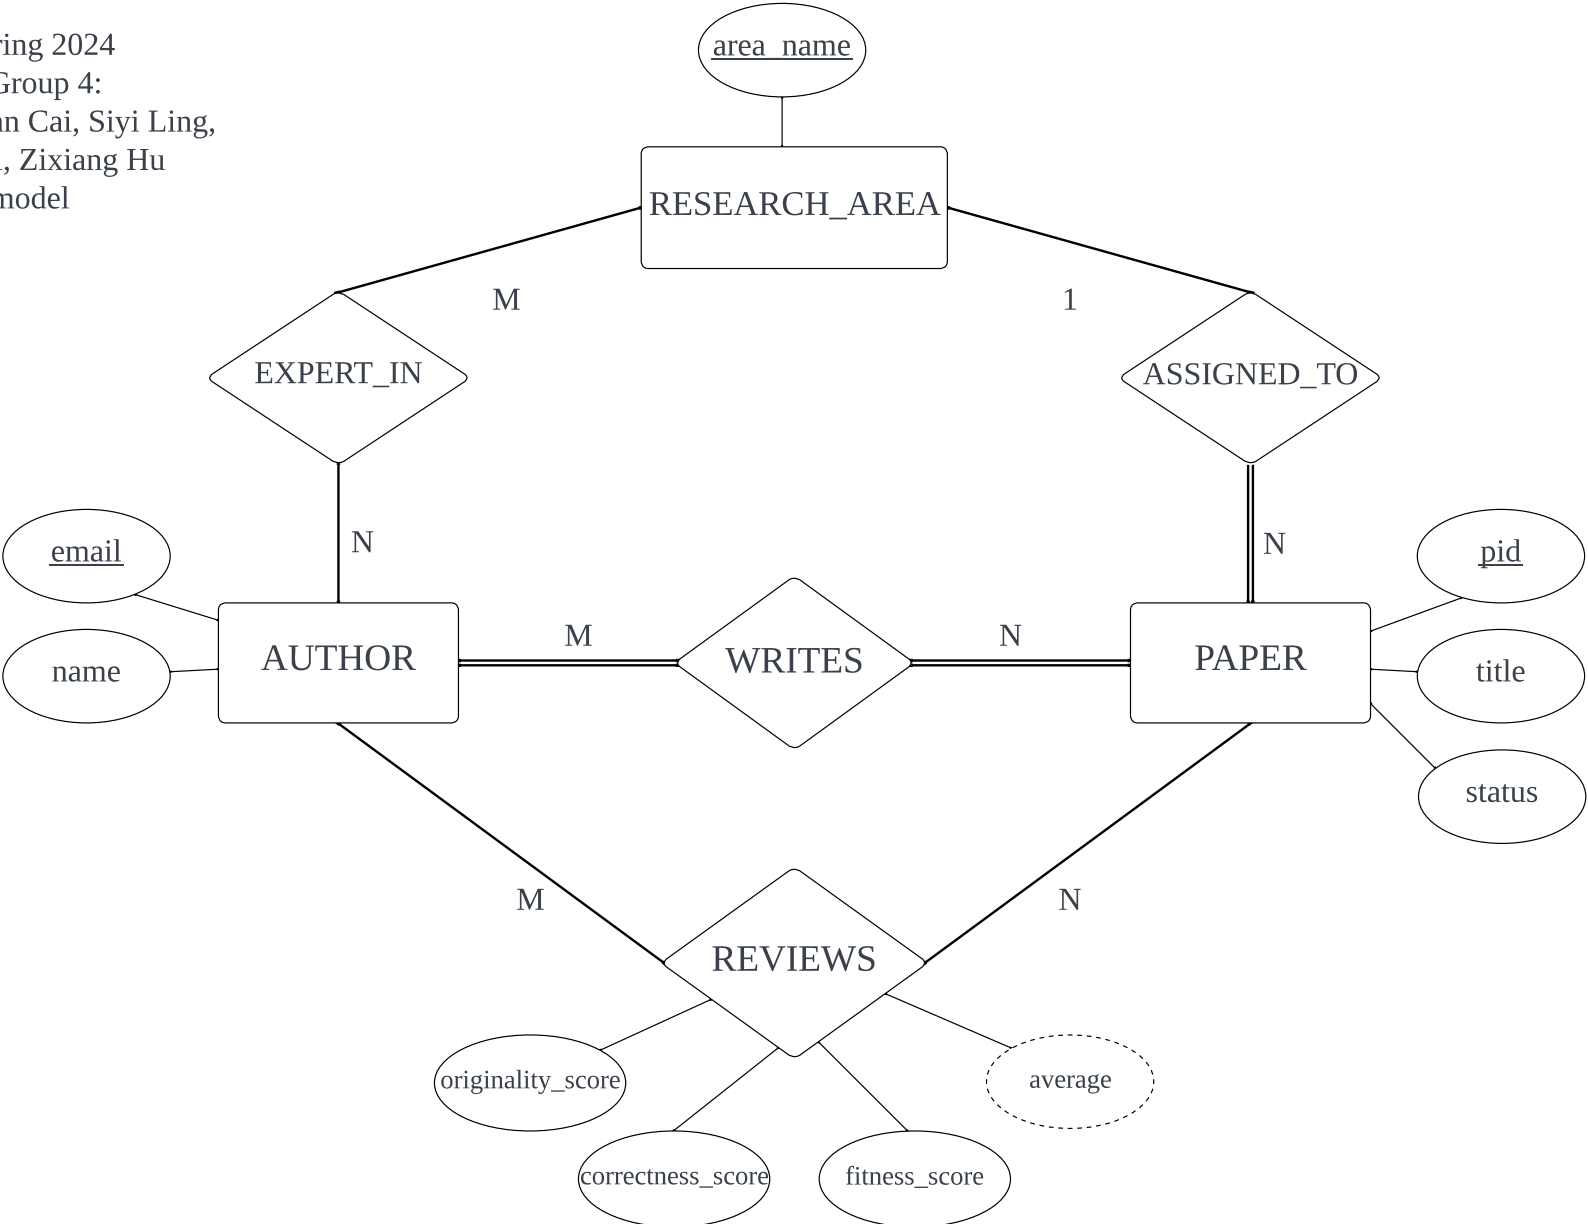 ring 2024
Group 4:
Cai, Siyi Ling,
, Zixiang Hu
model
area_name
RESEARCH_AREA
M
1
EXPERT_IN
ASSIGNED_TO
N
N
email
pid
M
N
AUTHOR
WRITES
PAPER
name
title
status
M
N
REVIEWS
originality_score
average
correctness_score
fitness_score